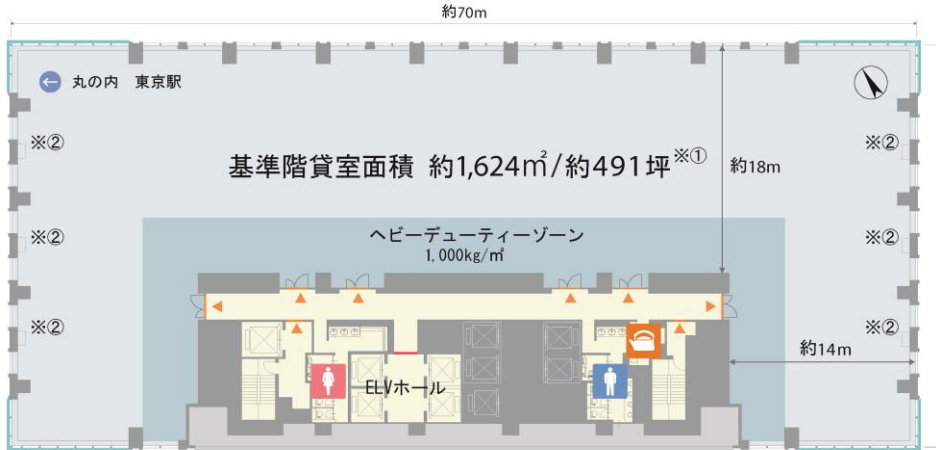 約70m
丸の内　東京駅
※②
※②
基準階貸室面積 約1,624㎡/約491坪※①
約18m
※②
※②
ヘビーデューティーゾーン
1,000kg/㎡
※②
※②
約14m
ELVホール